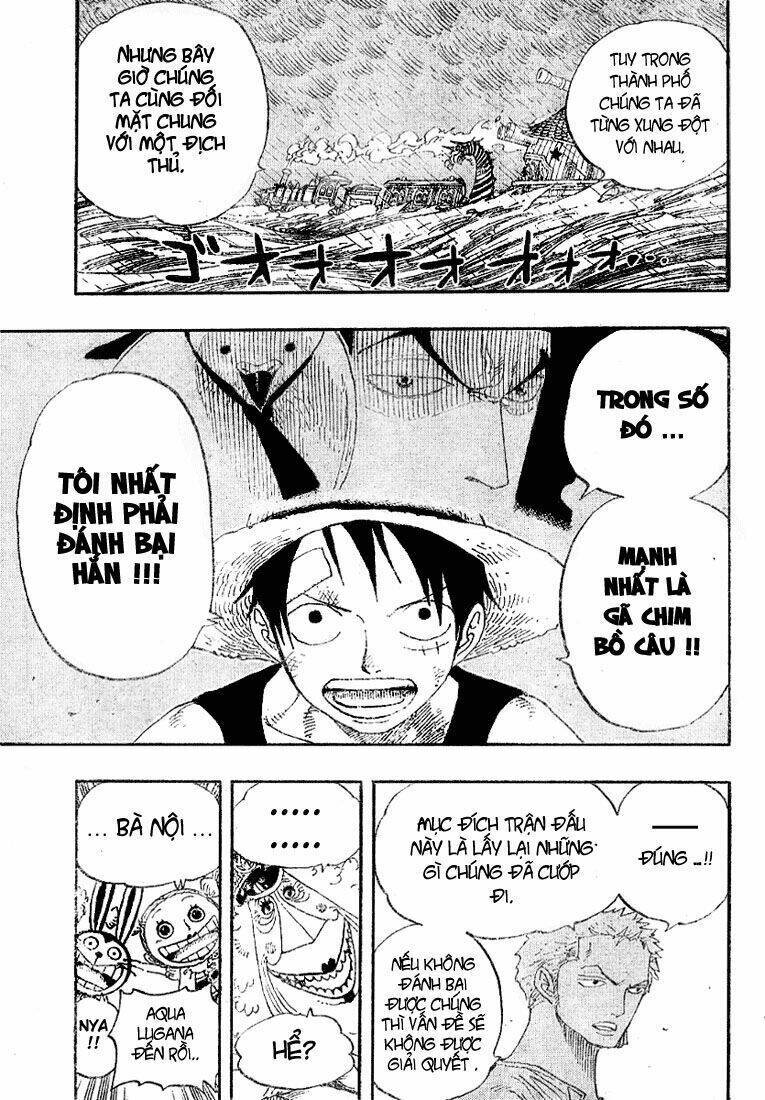 TUY TRONG
THÀNH PHỐ
CHÚNG TA ĐÃ
TỪNG XUNG ĐỘT
VỚI NHAU.
NHƯNG BÂY
GIỜ CHÚNG
TA CÙNG ĐỐI
MẶT CHUNG
VỚI MỘT ĐỊCH
THỦ.
ゴオオオオオオ...
TRONG SỐ
ĐÓ ...
MẠNH
NHẤT LÀ
GÃ CHIM
BỒ CÂU !!
TÔI NHẤT
ĐỊNH PHẢI
ĐÁNH BẠI
HẮN !!!
ĐÚNG ...!!
MỤC ĐÍCH TRẬN ĐẤU
NÀY LÀ LẤY LẠI NHỮNG
GÌ CHÚNG ĐÃ CƯỚP
ĐI.
NẾU KHÔNG
ĐÁNH BẠI
ĐƯỢC CHÚNG
THÌ VẤN ĐỀ SẼ
KHÔNG ĐƯỢC
GIẢI QUYẾT .
.....
.....
HỂ?
... BÀ NỘI ...
AQUA
LUGANA
ĐẾN RỒI..
NYA
!!